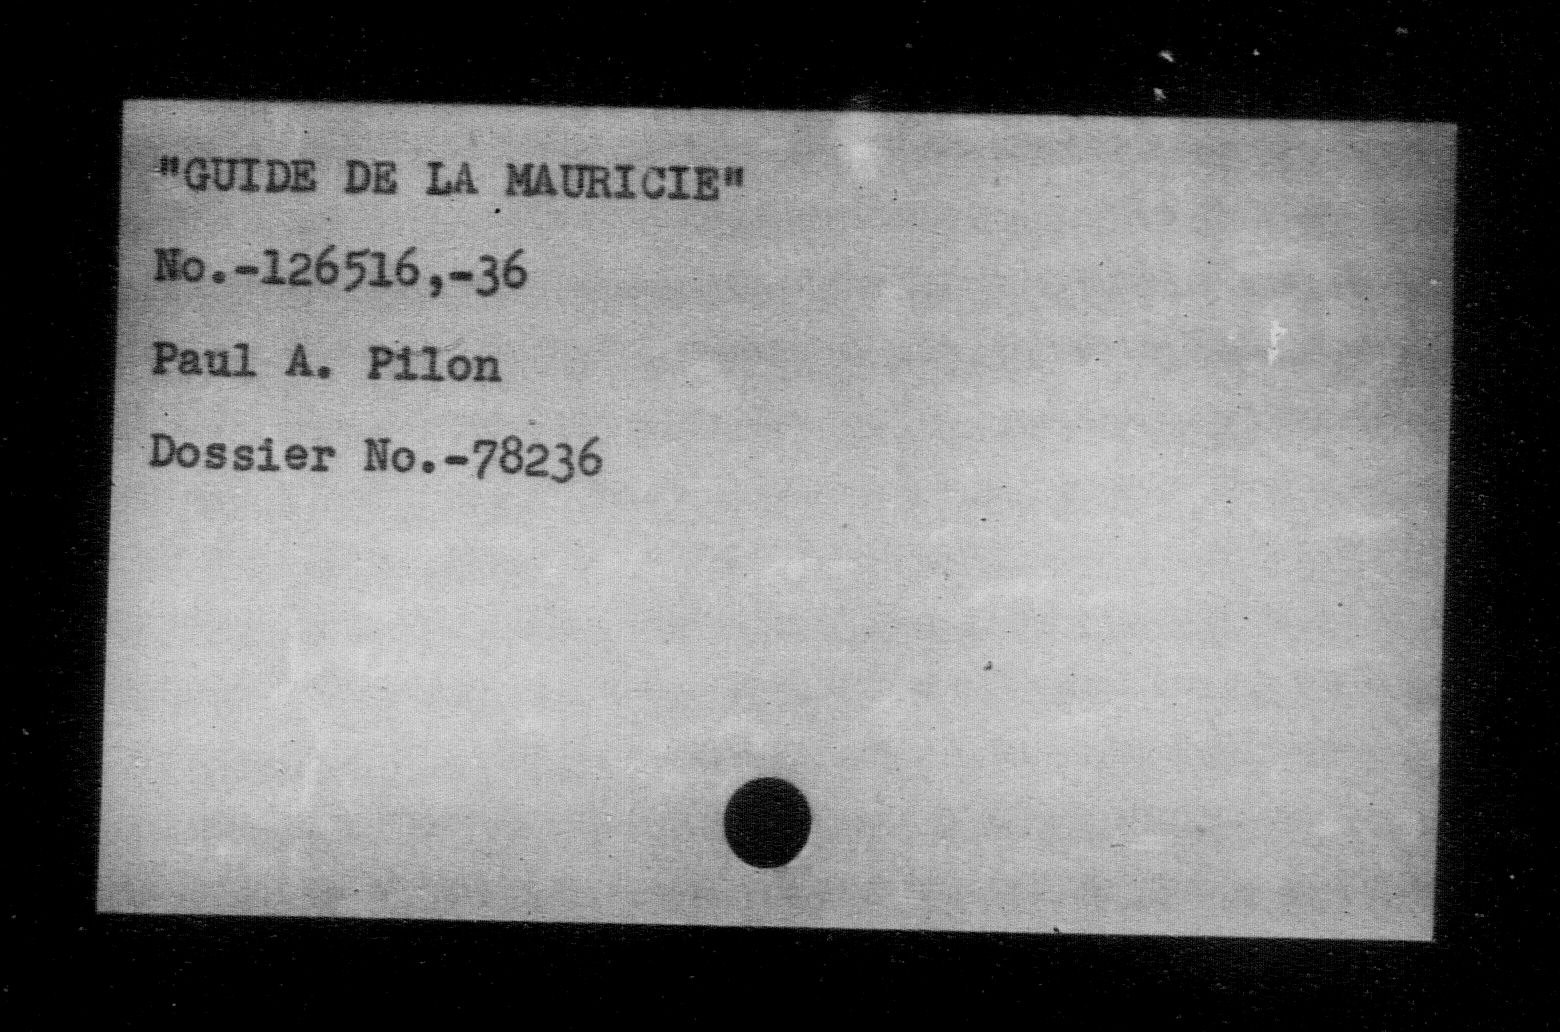 "GUIDE DE LA MAURICIE"
No.-126516,-36
Paul A. Pilon
Dossier No.-78236